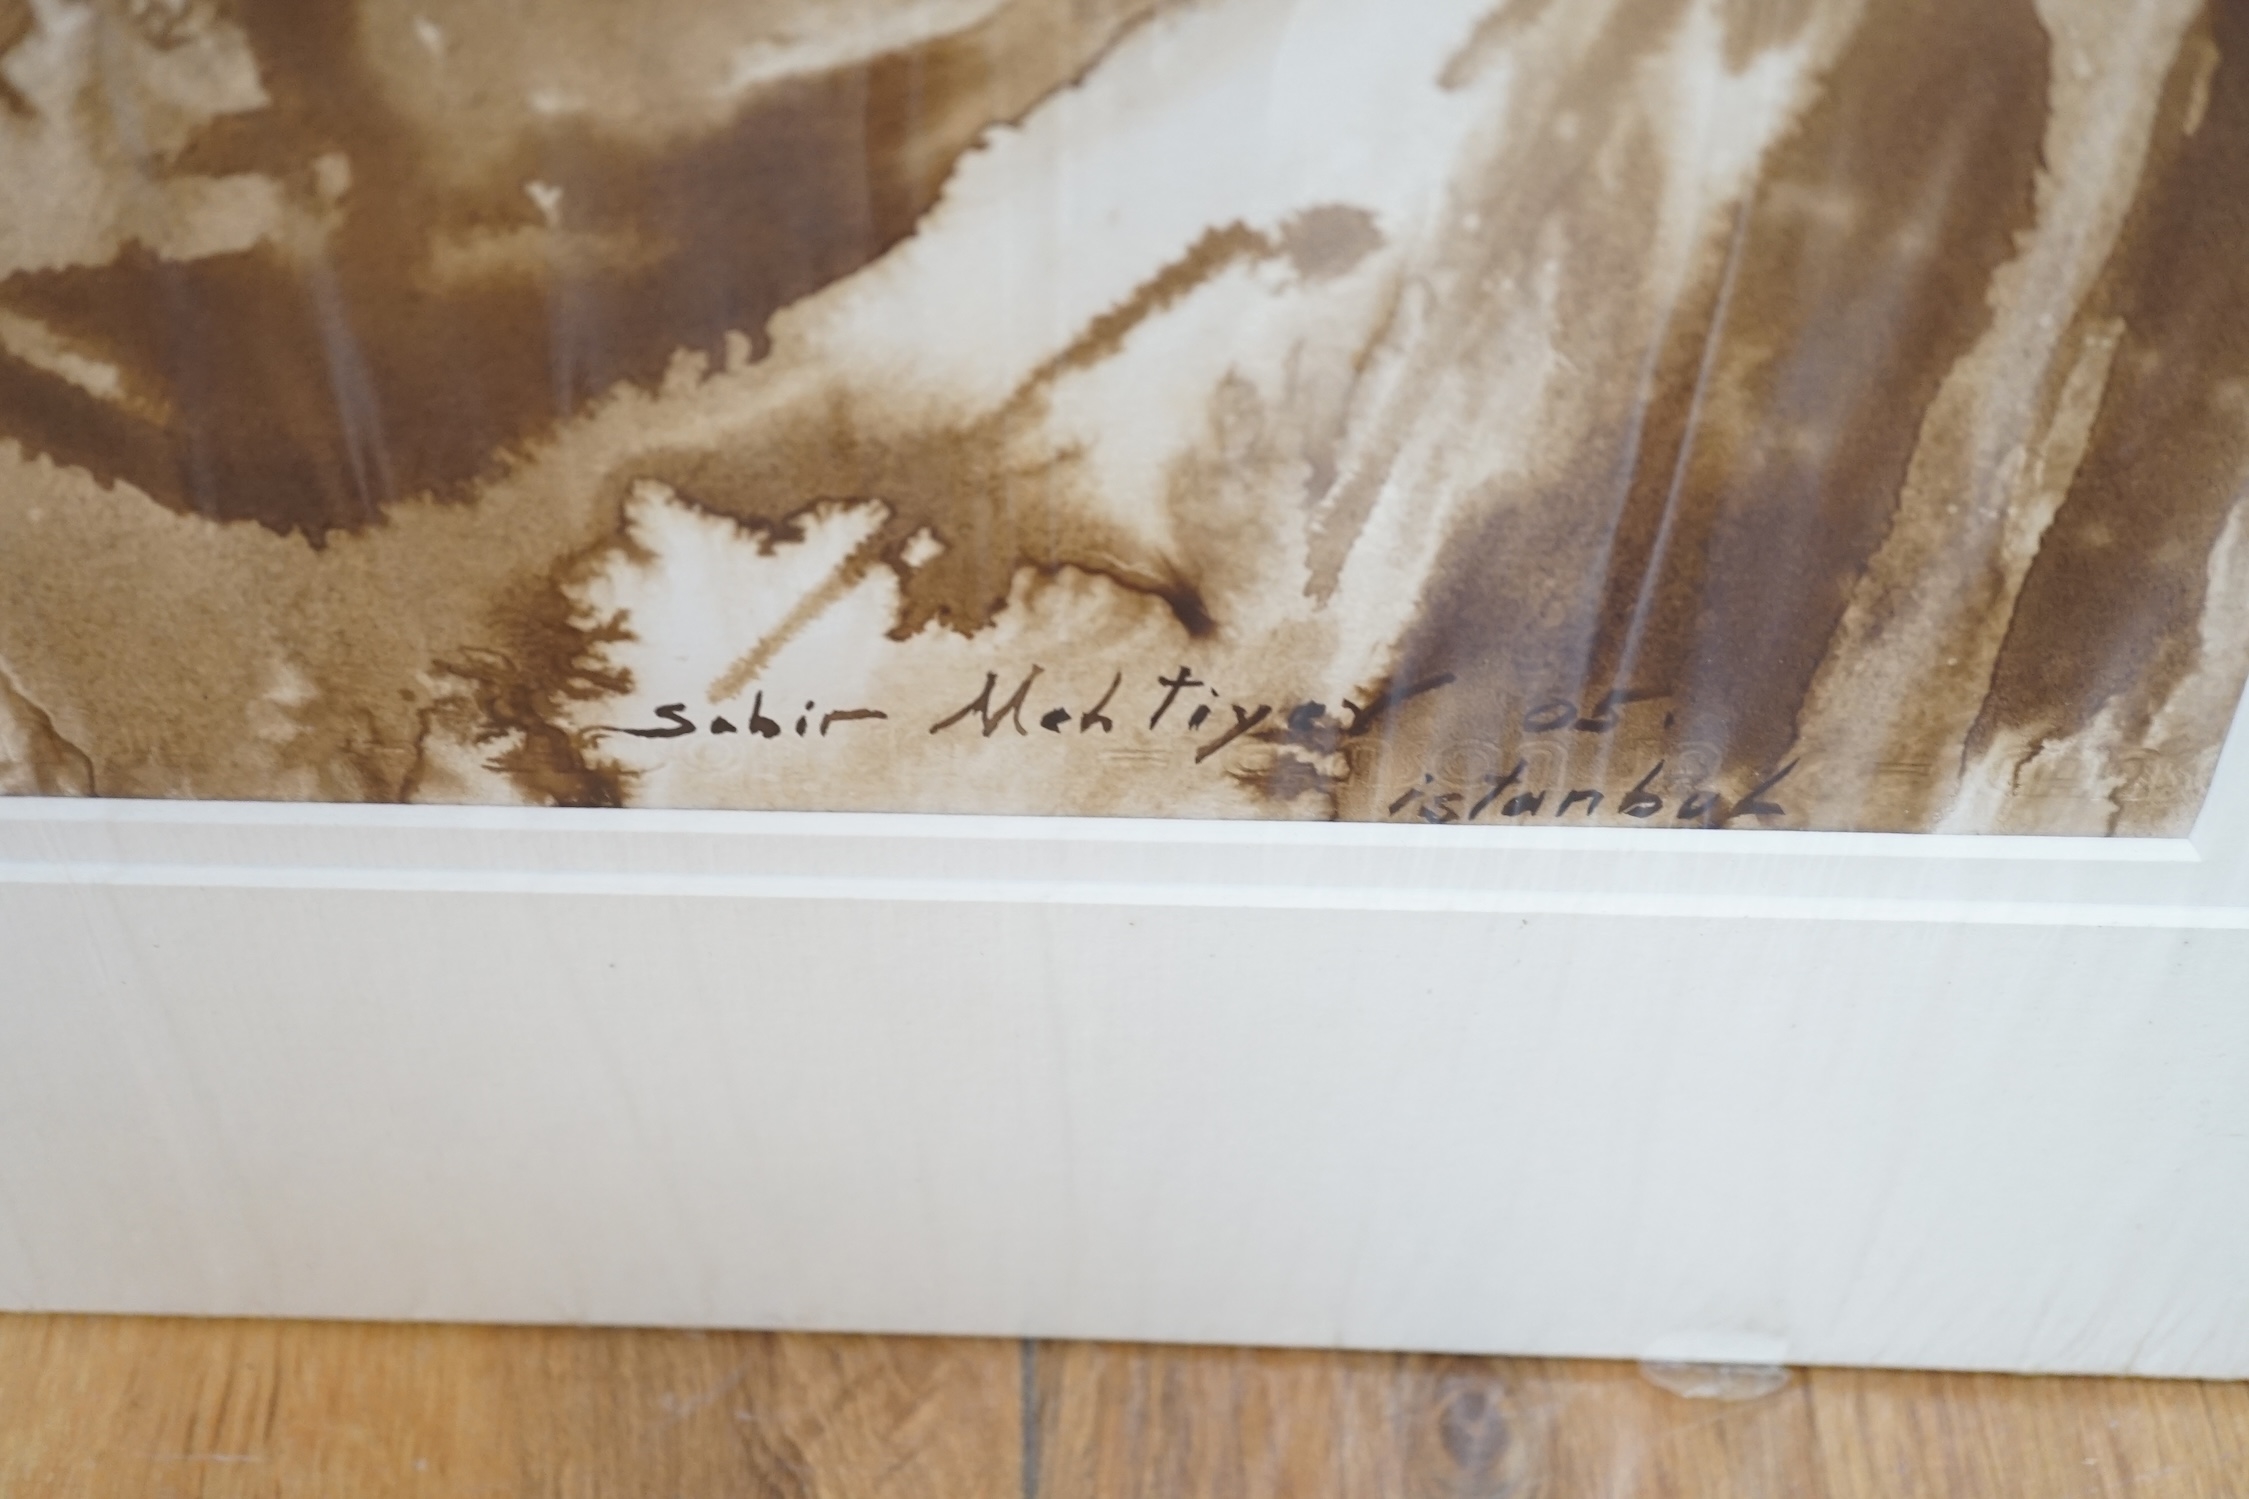 Sabir Mehtiyev 05.
istanbul